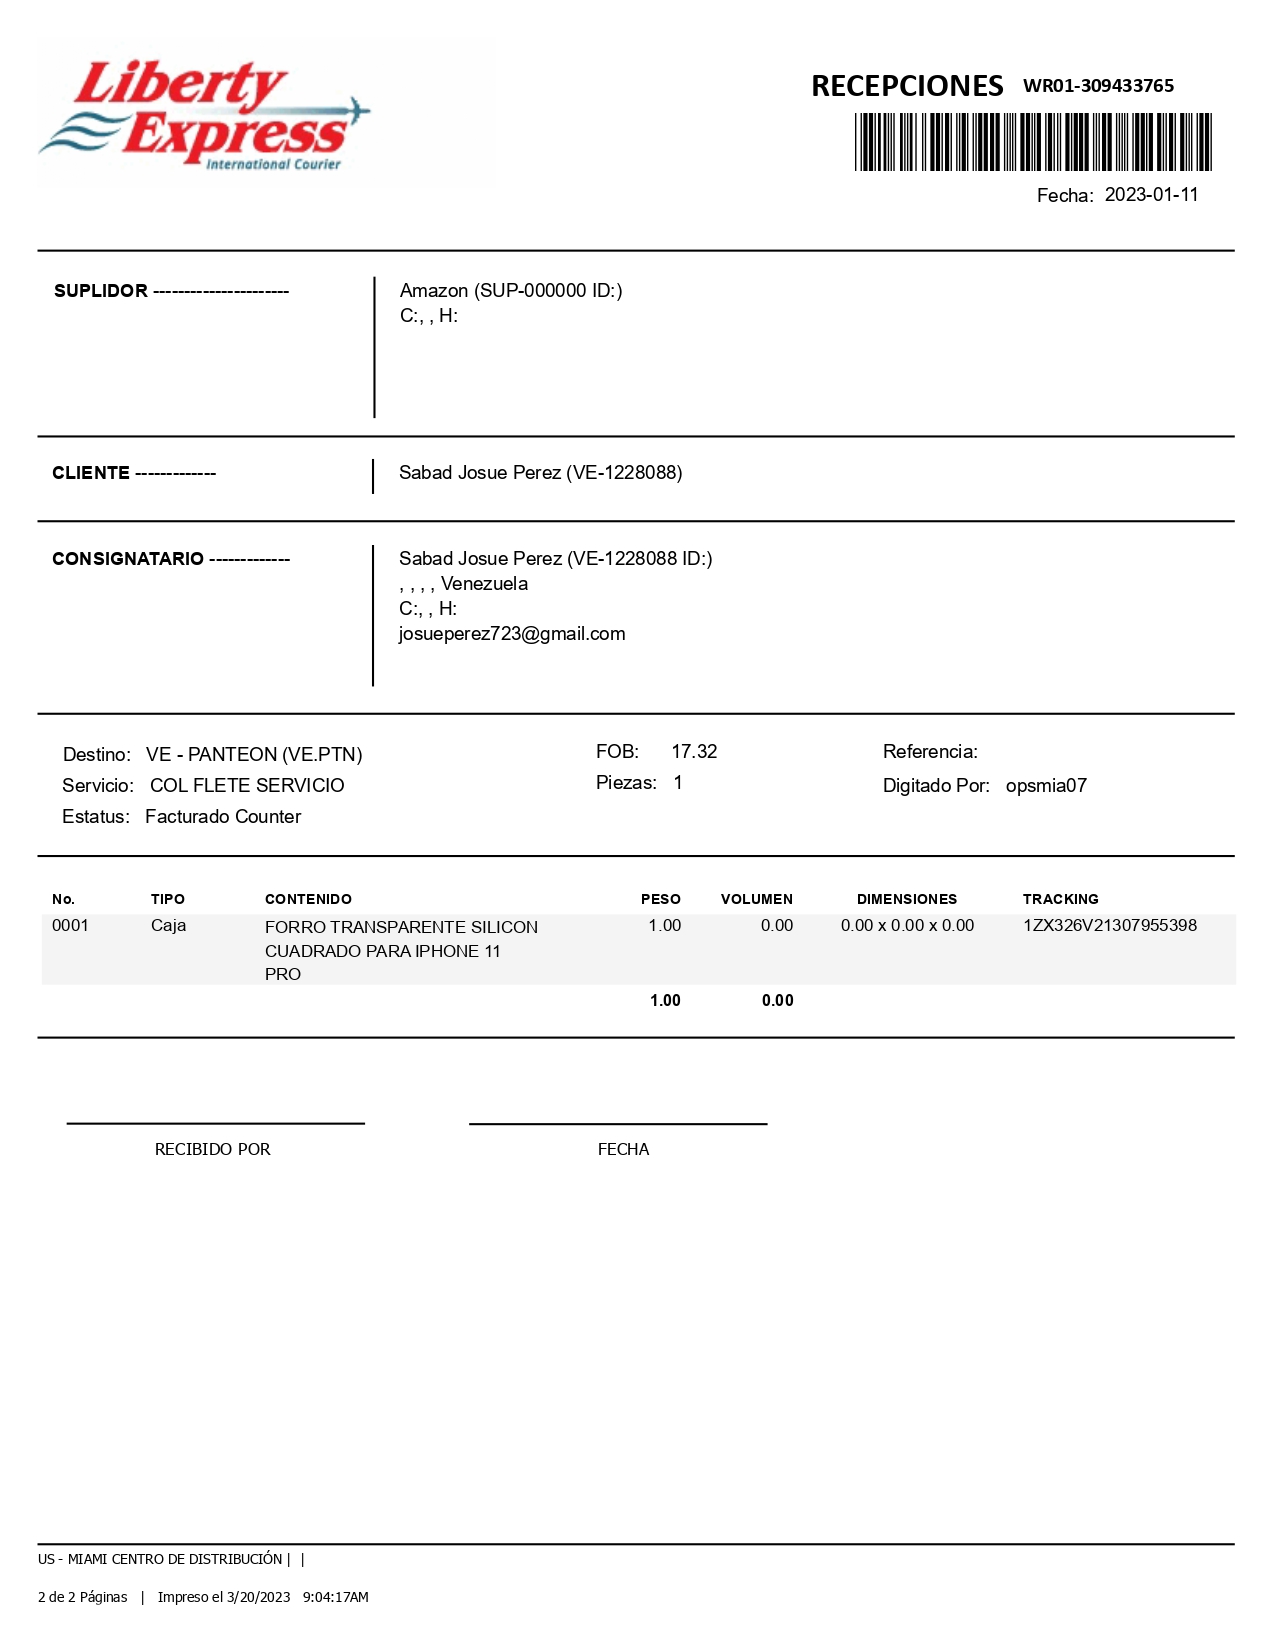 Liberty
Express
International Courier
RECEPCIONES WR01-309433765
Fecha: 2023-01-11
SUPLIDOR ---------------------- Amazon (SUP-000000 ID:)
C:, , H:
CLIENTE ------------- Sabad Josue Perez (VE-1228088)
CONSIGNATARIO ------------- Sabad Josue Perez (VE-1228088 ID:)
, , , , Venezuela
C:, , H:
josueperez723@gmail.com
Destino: VE - PANTEON (VE.PTN) FOB: 17.32 Referencia:
Servicio: COL FLETE SERVICIO Piezas: 1 Digitado Por: opsmia07
Estatus: Facturado Counter
No. TIPO CONTENIDO PESO VOLUMEN DIMENSIONES TRACKING
0001 Caja FORRO TRANSPARENTE SILICON 1.00 0.00 0.00 x 0.00 x 0.00 1ZX326V21307955398
CUADRADO PARA IPHONE 11
PRO
1.00 0.00
RECIBIDO POR FECHA
US - MIAMI CENTRO DE DISTRIBUCIÓN | |
2 de 2 Páginas | Impreso el 3/20/2023 9:04:17AM